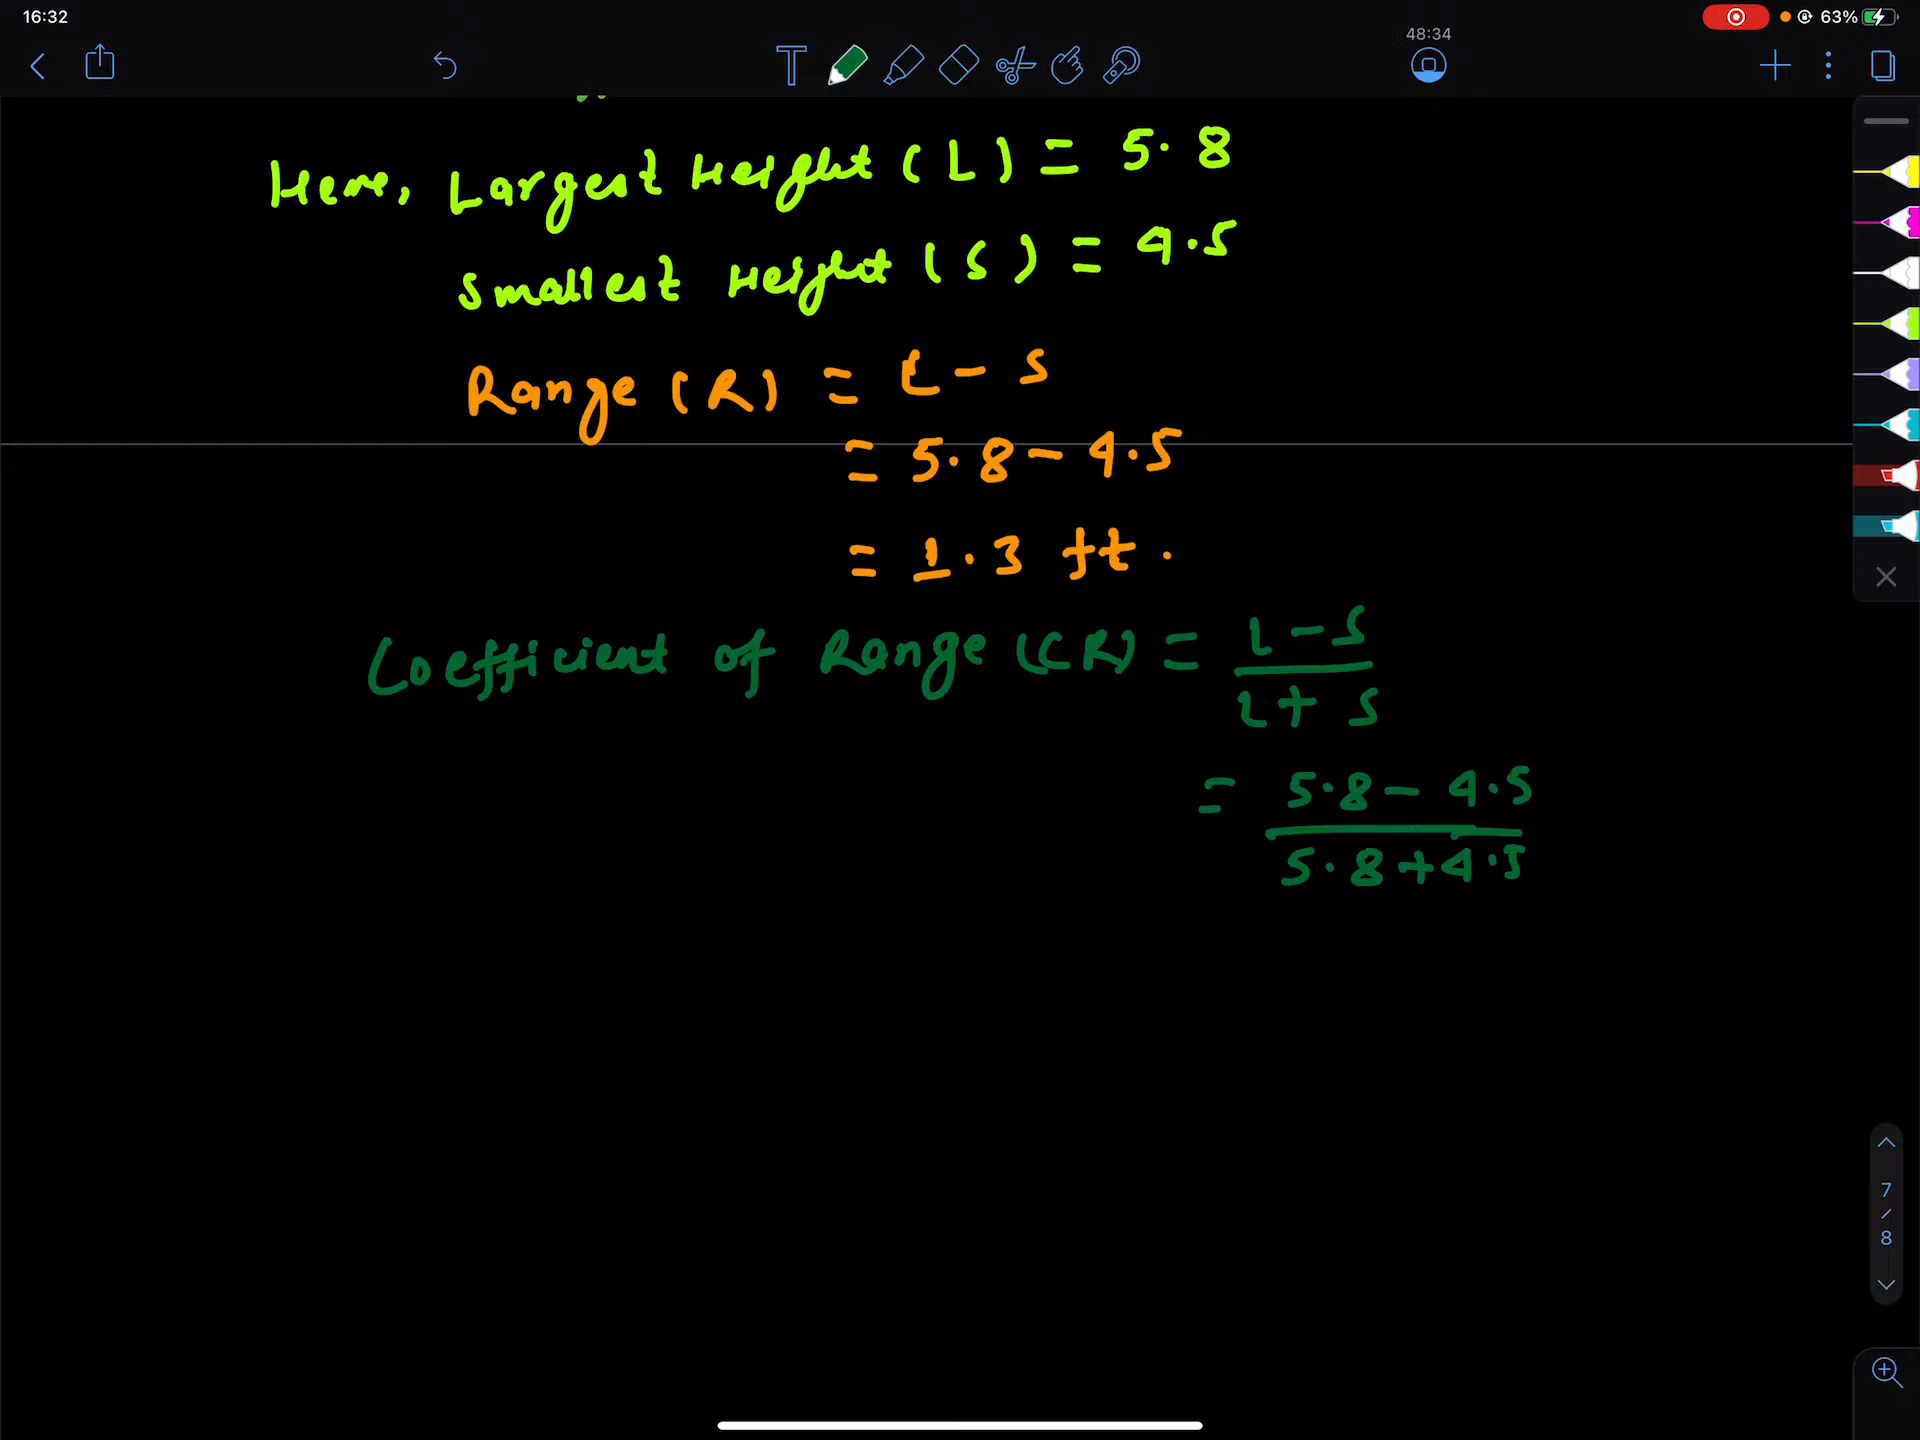 16:32
63%
48:34
Here, Largest Height (L) = 5.8
Smallest Height (S) = 4.5
Range (R) = L - S
= 5.8 - 4.5
= 1.3 ft.
Coefficient of Range (CR) = L - S / L + S
= 5.8 - 4.5 / 5.8 + 4.5
7
/
8